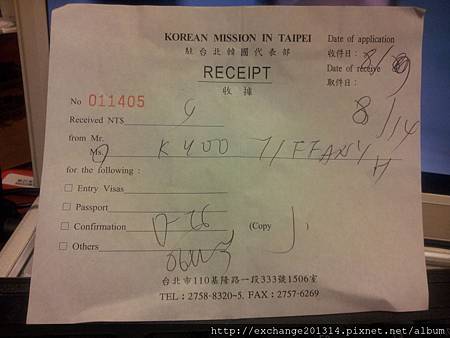 KOREAN MISSION IN TAIPEI
駐台北韓國代表部
Date of application
收件日: 8/9
RECEIPT
收據
Date of receive
取件日: 8/14
No 011405
Received NT$
from Mr.
Ms. TIFFANY
for the following :
□ Entry Visas
□ Passport
□ Confirmation D-26 (Copy )
□ Others
台北市110基隆路一段333號1506室
TEL: 2758-8320~5, FAX: 2757-6269
http://exchange201314.pixnet.net/album